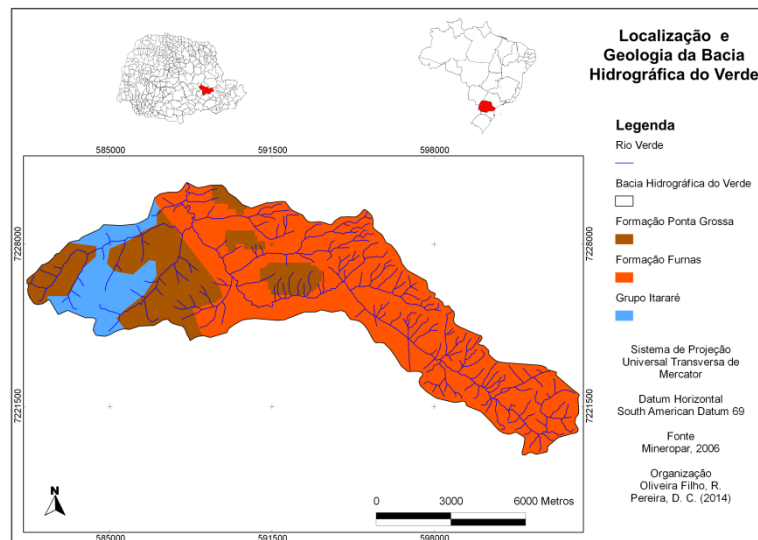 Localização e
Geologia da Bacia
Hidrográfica do Verde
585000
591500
598000
7228000
7228000
7221500
7221500
N
0
3000
6000 Metros
585000
591500
598000
Legenda
Rio Verde
Bacia Hidrográfica do Verde
Formação Ponta Grossa
Formação Furnas
Grupo Itararé
Sistema de Projeção
Universal Transversa de
Mercator
Datum Horizontal
South American Datum 69
Fonte
Mineropar, 2006
Organização
Oliveira Filho, R.
Pereira, D. C. (2014)